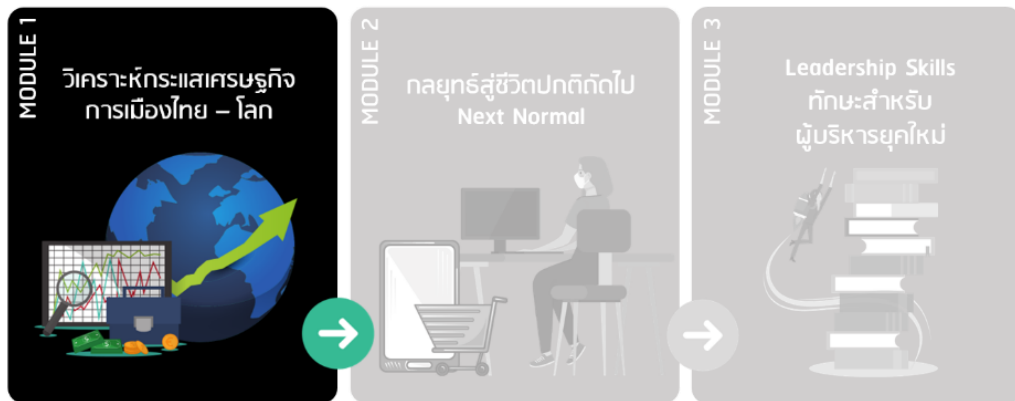 MODULE 1
วิเคราะห์กระแสเศรษฐกิจ
การเมืองไทย – โลก
MODULE 2
กลยุทธ์สู่ชีวิตปกติถัดไป
Next Normal
MODULE 3
Leadership Skills
ทักษะสำหรับ
ผู้บริหารยุคใหม่